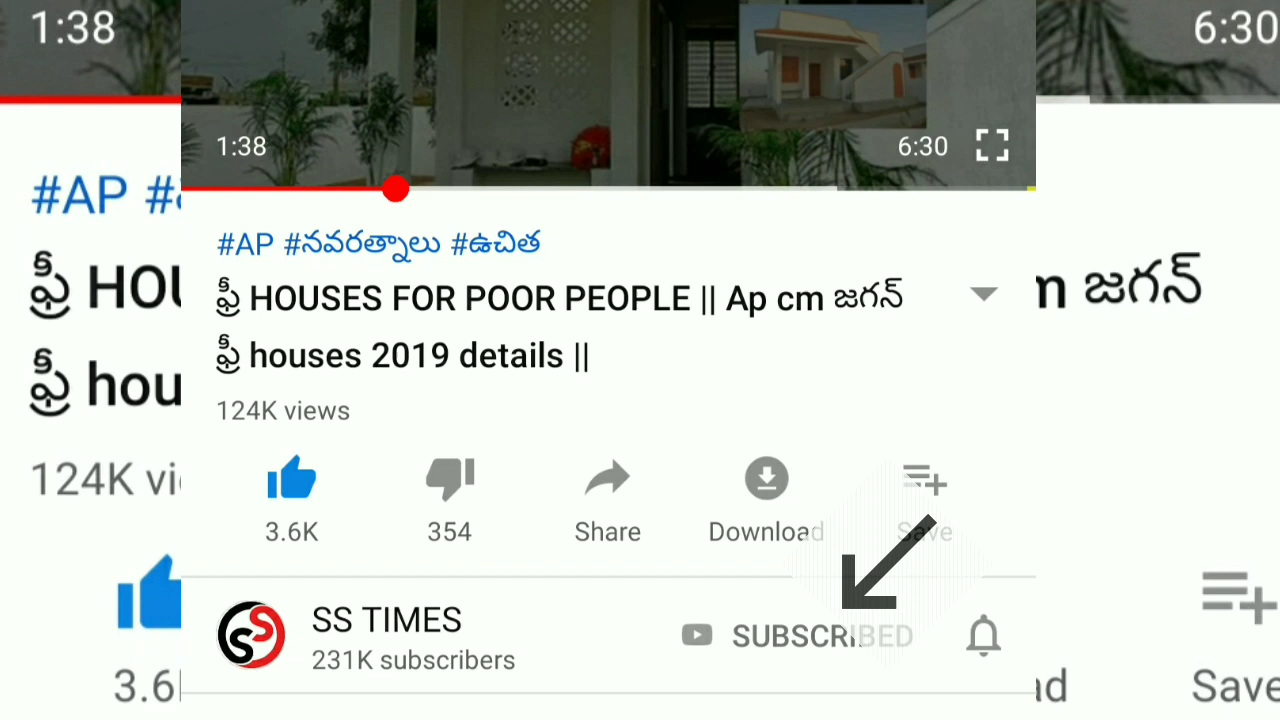 1:38
6:30
1:38
6:30
#AP #నవరత్నాలు #ఉచిత
#AP
ఫ్రీ HOUSES FOR POOR PEOPLE || Ap cm జగన్
ఫ్రీ HOU
m జగన్
ఫ్రీ houses 2019 details ||
ఫ్రీ hou
124K views
124K vi
3.6K
354
Share
Download
Save
SS TIMES
SUBSCRIBED
231K subscribers
3.6
ad
Save